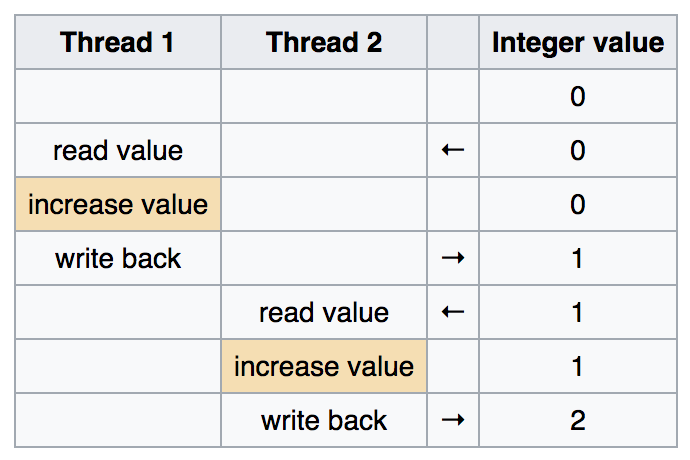 Thread 1 Thread 2 Integer value
0
read value ← 0
increase value 0
write back → 1
read value ← 1
increase value 1
write back → 2